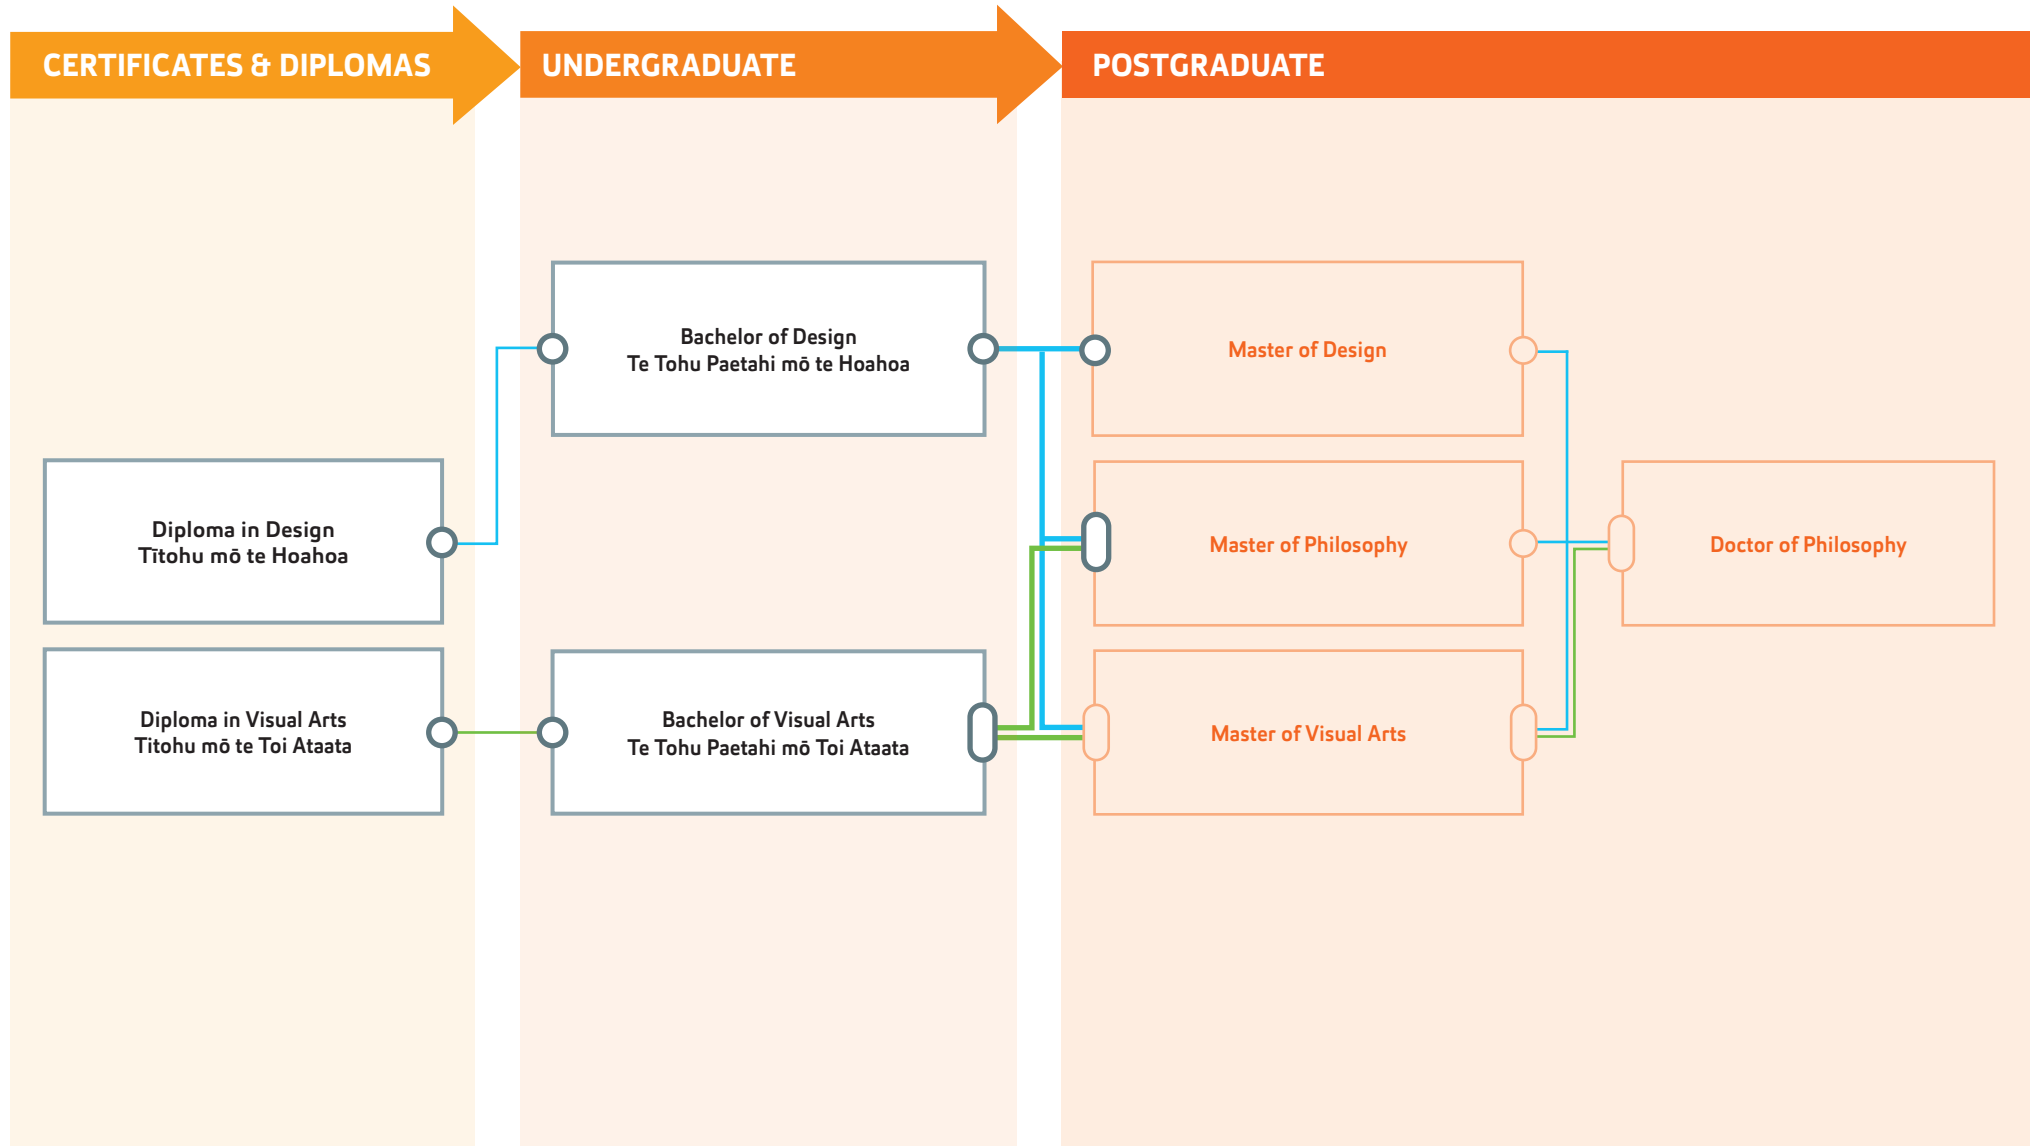 CERTIFICATES & DIPLOMAS
UNDERGRADUATE
POSTGRADUATE
Bachelor of Design
Te Tohu Paetahi mō te Hoahoa
Master of Design
Diploma in Design
Tītohu mō te Hoahoa
Master of Philosophy
Doctor of Philosophy
Diploma in Visual Arts
Titohu mō te Toi Ataata
Bachelor of Visual Arts
Te Tohu Paetahi mō Toi Ataata
Master of Visual Arts